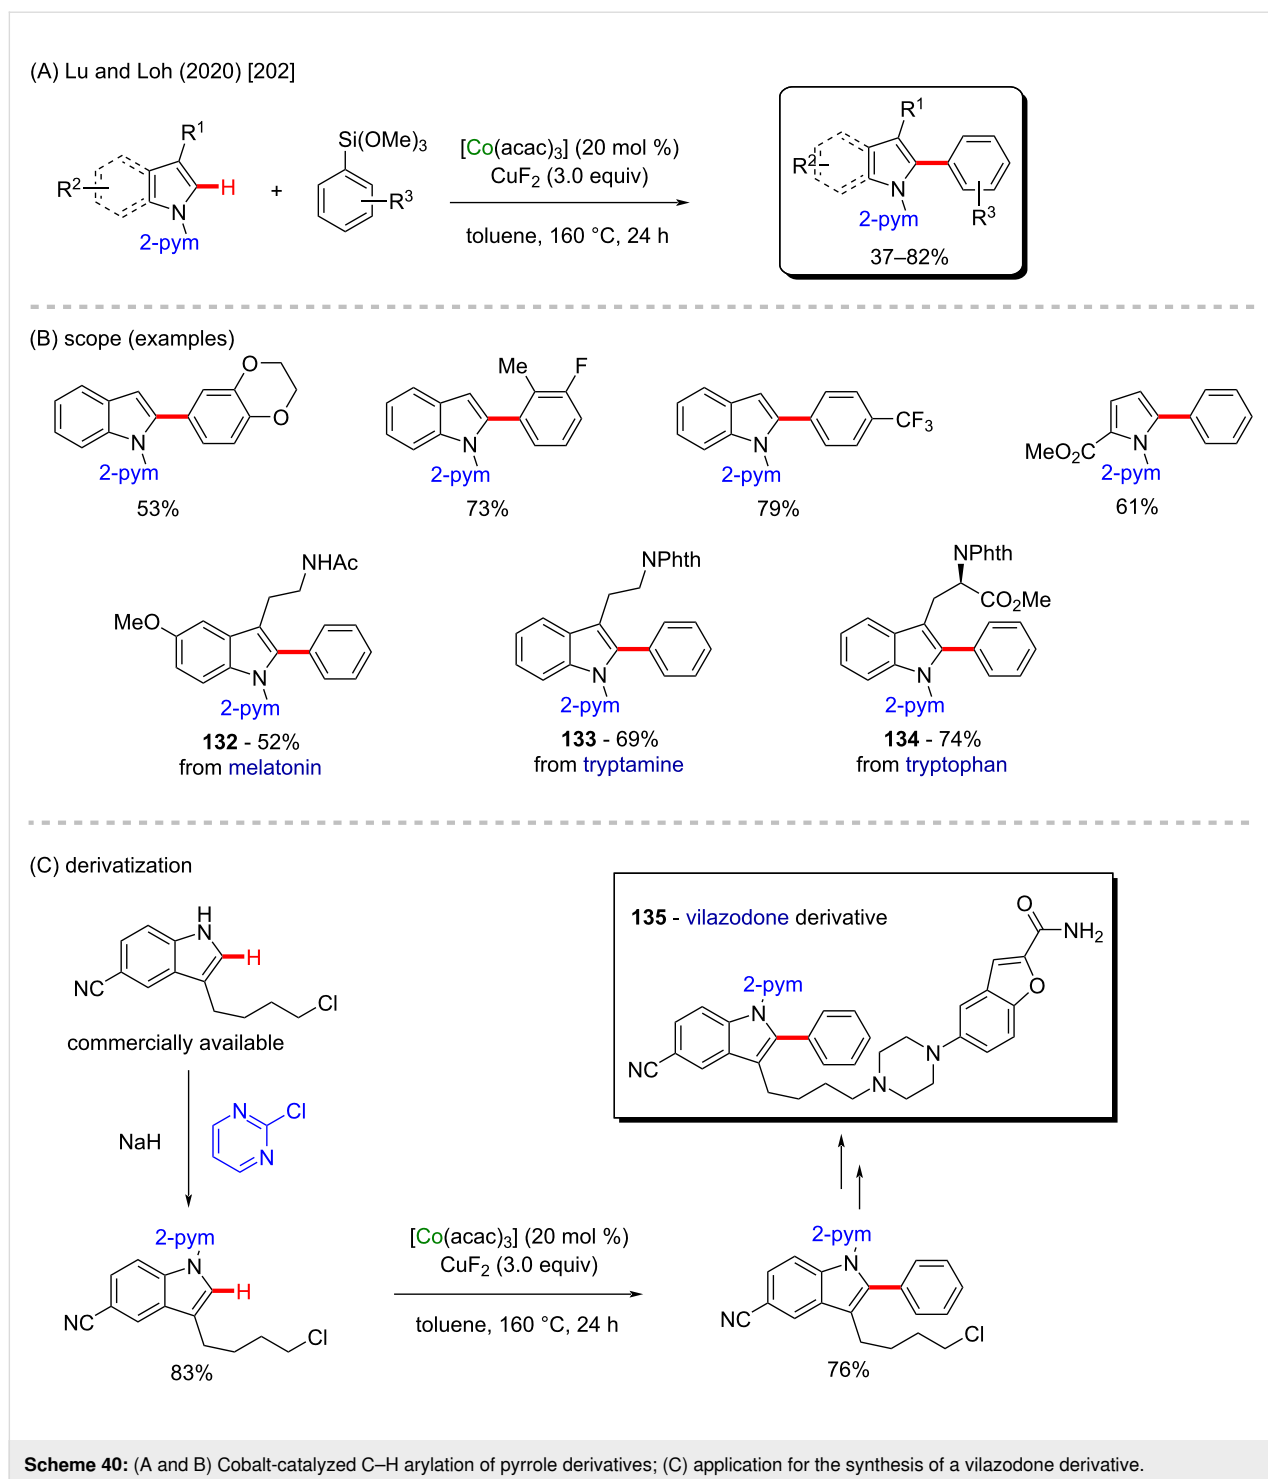 (A) Lu and Loh (2020) [202]
R¹
R²
H
N
2-pym
+
Si(OMe)₃
R³
[Co(acac)₃] (20 mol %)
CuF₂ (3.0 equiv)
toluene, 160 °C, 24 h
R¹
R²
N
2-pym
R³
37–82%
(B) scope (examples)
O
O
N
2-pym
53%
Me
F
N
2-pym
73%
CF₃
N
2-pym
79%
MeO₂C
N
2-pym
61%
NHAc
MeO
N
2-pym
132 - 52%
from melatonin
NPhth
N
2-pym
133 - 69%
from tryptamine
NPhth
CO₂Me
N
2-pym
134 - 74%
from tryptophan
(C) derivatization
H
N
H
NC
Cl
commercially available
NaH
N
Cl
N
2-pym
N
H
NC
Cl
83%
[Co(acac)₃] (20 mol %)
CuF₂ (3.0 equiv)
toluene, 160 °C, 24 h
2-pym
N
NC
Cl
76%
135 - vilazodone derivative
O
NH₂
O
2-pym
N
NC
N
N
Scheme 40: (A and B) Cobalt-catalyzed C–H arylation of pyrrole derivatives; (C) application for the synthesis of a vilazodone derivative.